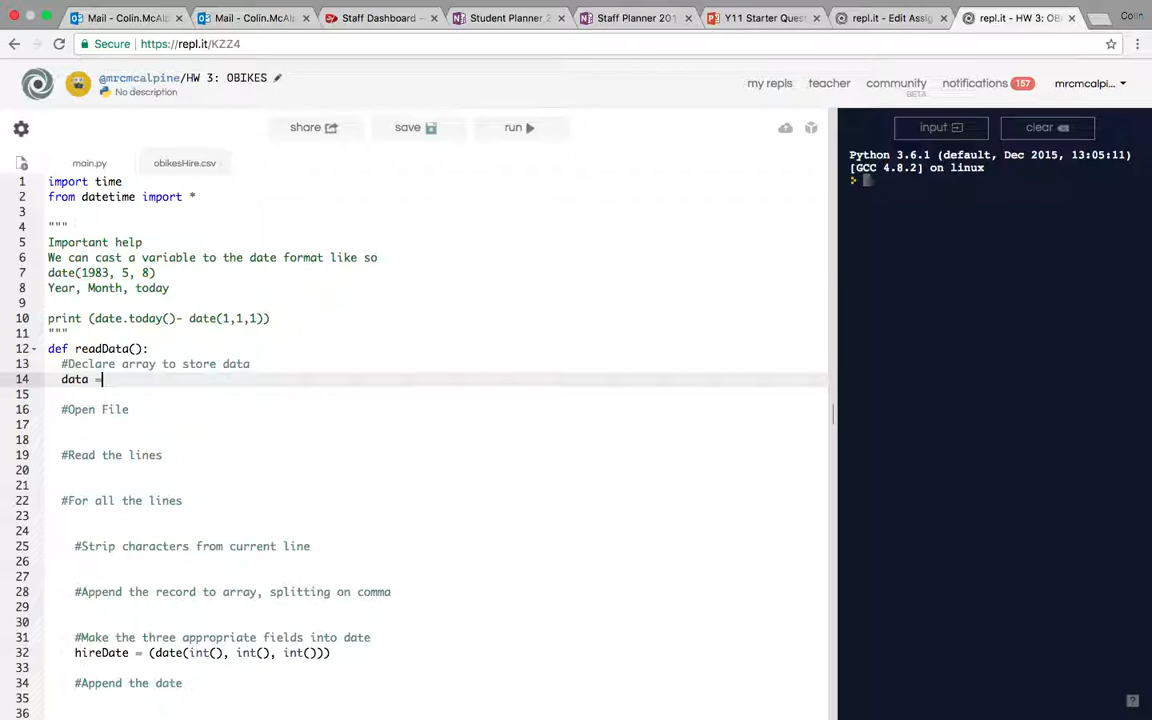 Mail - Colin.McAl
Mail - Colin.McAl
Staff Dashboard -
Student Planner 2
Staff Planner 201
Y11 Starter Quest
repl.it - Edit Assig
repl.it - HW 3: OB
Colin
Secure https://repl.it/KZZ4
@mrcmcalpine/HW 3: OBIKES
No description
my repls
teacher
community
BETA
notifications 157
mrcmcalpi...
share
save
run
input
clear
main.py
obikesHire.csv
Python 3.6.1 (default, Dec 2015, 13:05:11)
[GCC 4.8.2] on linux
1 import time
2 from datetime import *
3
4 """
5 Important help
6 We can cast a variable to the date format like so
7 date(1983, 5, 8)
8 Year, Month, today
9
10 print (date.today()- date(1,1,1))
11 """
12 def readData():
13 #Declare array to store data
14 data =
15
16 #Open File
17
18
19 #Read the lines
20
21
22 #For all the lines
23
24
25 #Strip characters from current line
26
27
28 #Append the record to array, splitting on comma
29
30
31 #Make the three appropriate fields into date
32 hireDate = (date(int(), int(), int()))
33
34 #Append the date
35
36